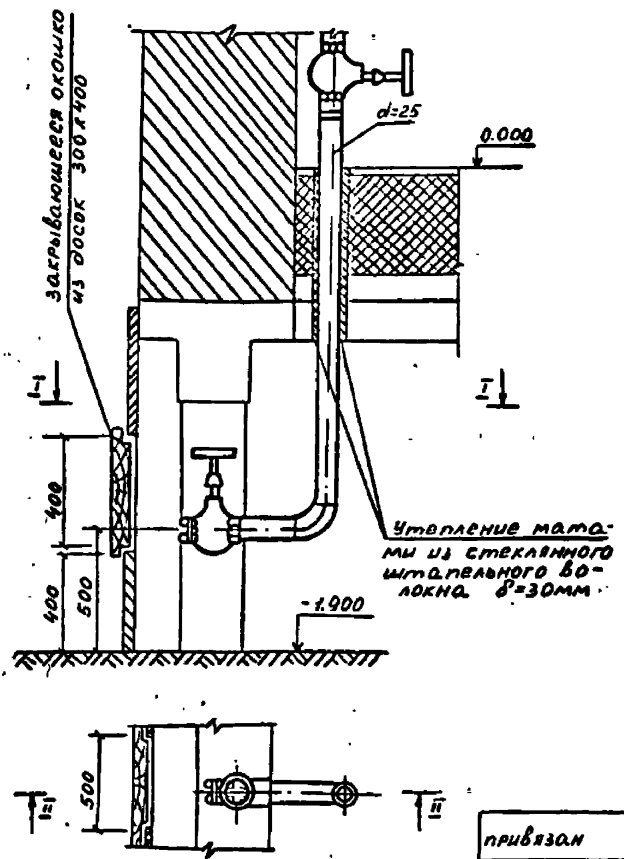 закрывающееся окошко
из досок 300х400
d=25
0.000
I-I
I
400
400
500
Утопление мата-
ми из стеклянного
штапельного во-
локна δ=30мм
-1.900
500
II
II
привязан